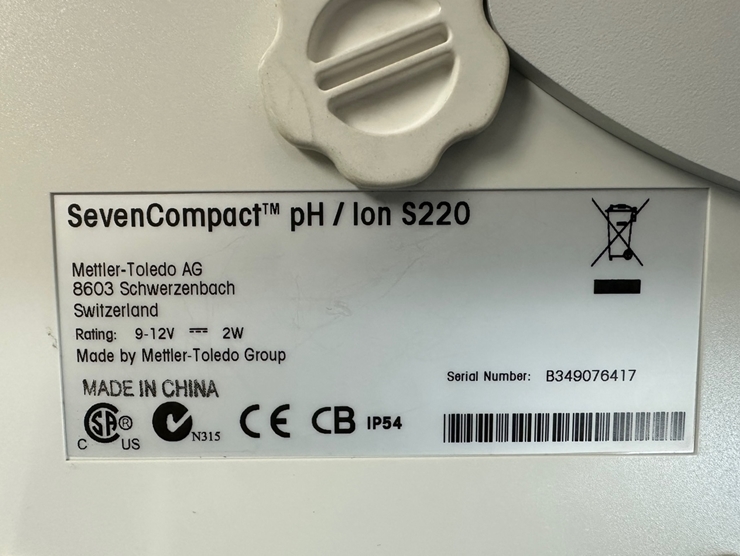 SevenCompact™ pH / Ion S220
Mettler-Toledo AG
8603 Schwerzenbach
Switzerland
Rating: 9-12V ⎓ 2W
Made by Mettler-Toledo Group
MADE IN CHINA
Serial Number: B349076417
C SA® US
N315
CE
CB
IP54